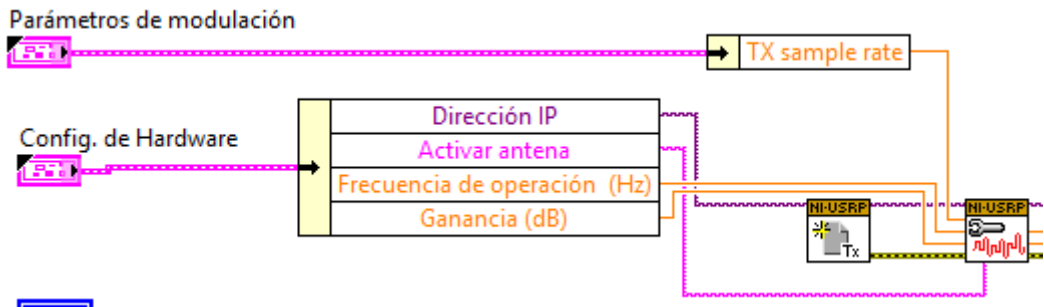 Parámetros de modulación
TX sample rate
Config. de Hardware
Dirección IP
Activar antena
Frecuencia de operación (Hz)
Ganancia (dB)
NI-USRP
Tx
NI-USRP